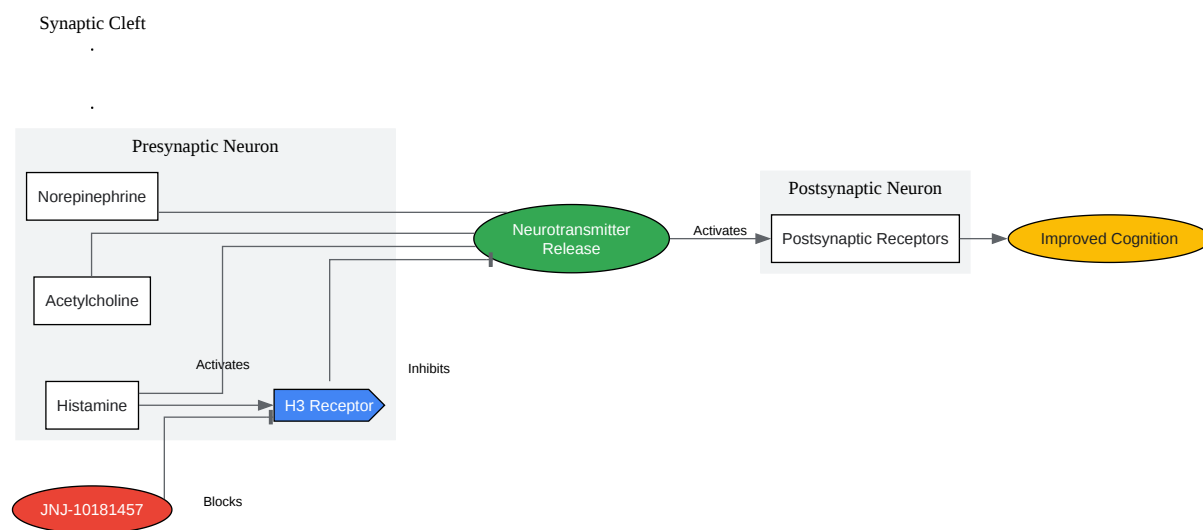 Synaptic Cleft
.
.
Presynaptic Neuron
Norepinephrine
Acetylcholine
Histamine
Activates
H3 Receptor
Inhibits
JNJ-10181457
Blocks
Neurotransmitter
Release
Activates
Postsynaptic Neuron
Postsynaptic Receptors
Improved Cognition